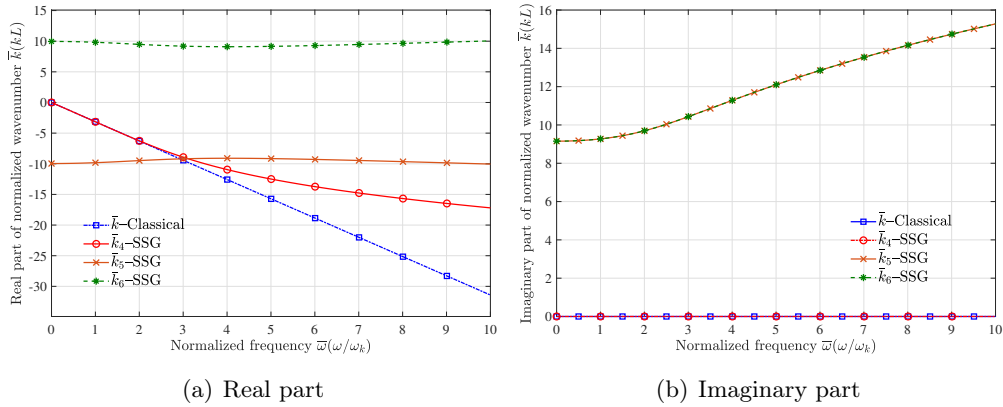 Real part of normalized wavenumber k̅(kL)
15
10
5
0
-5
-10
-15
-20
-25
-30
k̅–Classical
k̅₄–SSG
k̅₅–SSG
k̅₆–SSG
0 1 2 3 4 5 6 7 8 9 10
Normalized frequency ω̅(ω/ωₖ)
(a) Real part
Imaginary part of normalized wavenumber k̅(kL)
16
14
12
10
8
6
4
2
0
k̅–Classical
k̅₄–SSG
k̅₅–SSG
k̅₆–SSG
0 1 2 3 4 5 6 7 8 9 10
Normalized frequency ω̅(ω/ωₖ)
(b) Imaginary part